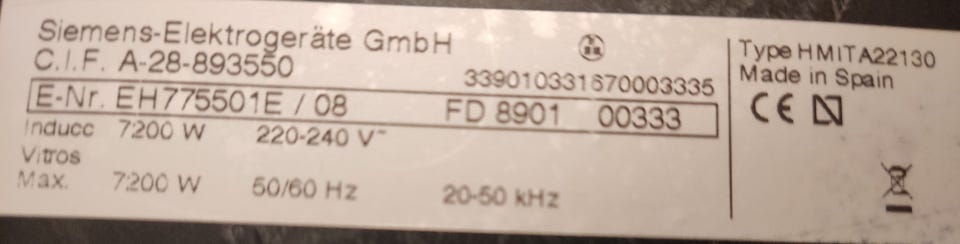 Siemens-Elektrogeräte GmbH
C.I.F. A-28-893550
339010331670003335
E-Nr. EH775501E / 08 FD 8901 00333
Inducc 7200 W 220-240 V~
Vitros
Max. 7200 W 50/60 Hz 20-50 kHz
Type HMITA22130
Made in Spain
CE N